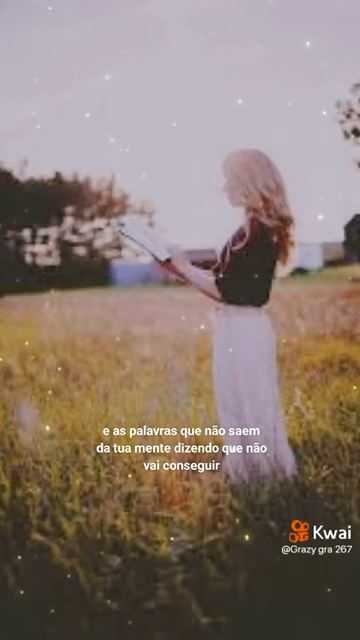 e as palavras que não saem
da tua mente dizendo que não
vai conseguir
Kwai
@Grazy gra 267